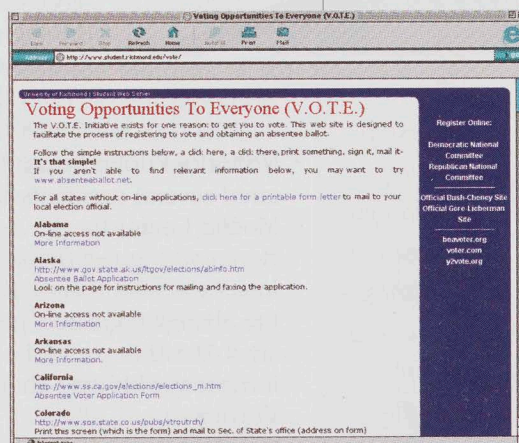 Voting Opportunities To Everyone (V.O.T.E.)
Refresh Home Print Mail
Address http://www.student.richmond.edu/vote/
University of Richmond | Student Web Server
Voting Opportunities To Everyone (V.O.T.E.)
The V.O.T.E. Initiative exists for one reason: to get you to vote. This web site is designed to
facilitate the process of registering to vote and obtaining an absentee ballot.
Follow the simple instructions below, a click here, a click there, print something, sign it, mail it-
It's that simple!
If you aren't able to find relevant information below, you may want to try
www.absenteeballot.net.
For all states without on-line applications, click here for a printable form letter to mail to your
local election official.
Alabama
On-line access not available
More Information
Alaska
http://www.gov.state.ak.us/ltgov/elections/abinfo.htm
Absentee Ballot Application
Look on the page for instructions for mailing and faxing the application.
Arizona
On-line access not available
More Information
Arkansas
On-line access not available
More Information.
California
http://www.ss.ca.gov/elections/elections_m.htm
Absentee Voter Application Form
Colorado
http://www.sos.state.co.us/pubs/vtroutrch/
Print this screen (which is the form) and mail to Sec. of State's office (address on form)
Register Online:
Democratic National
Committee
Republican National
Committee
Official Bush-Cheney Site
Official Gore-Lieberman
Site
beavoter.org
voter.com
y2vote.org